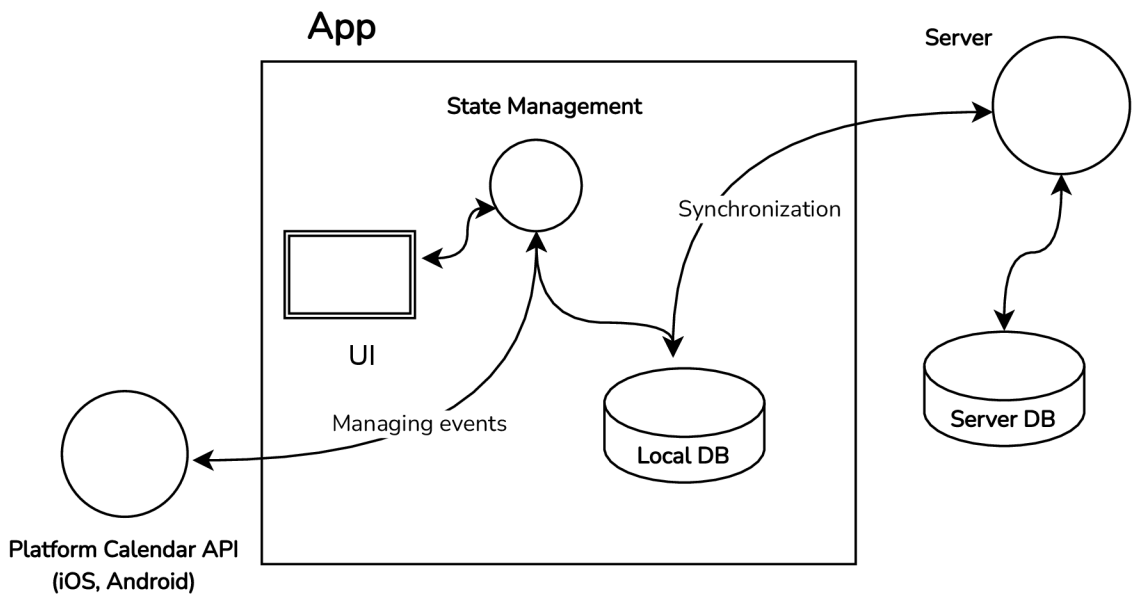 App
Server
State Management
Synchronization
UI
Managing events
Server DB
Local DB
Platform Calendar API
(iOS, Android)